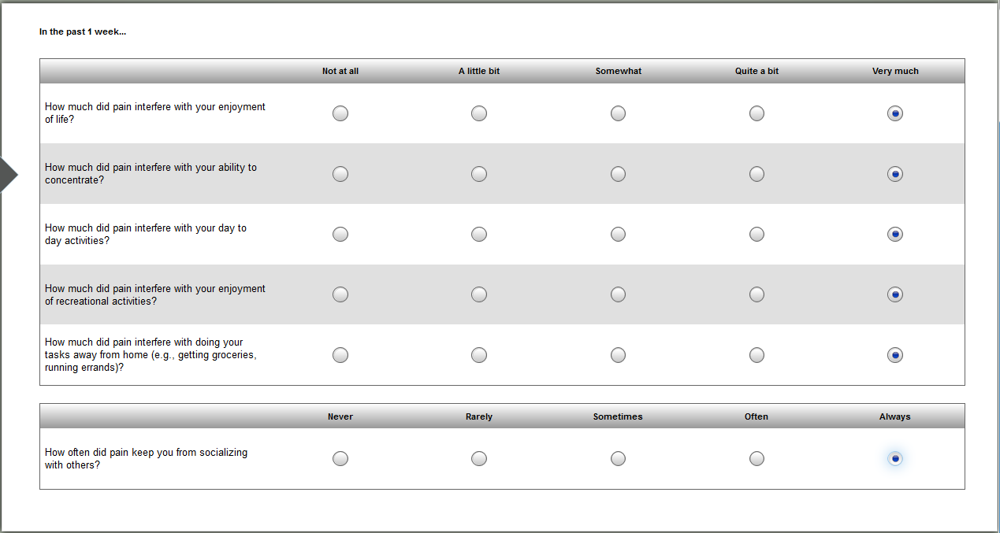 In the past 1 week...
Not at all A little bit Somewhat Quite a bit Very much
How much did pain interfere with your enjoyment
of life?
How much did pain interfere with your ability to
concentrate?
How much did pain interfere with your day to
day activities?
How much did pain interfere with your enjoyment
of recreational activities?
How much did pain interfere with doing your
tasks away from home (e.g., getting groceries,
running errands)?
Never Rarely Sometimes Often Always
How often did pain keep you from socializing
with others?